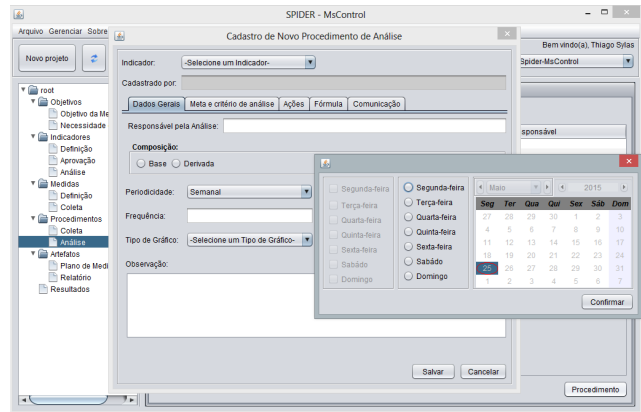 SPIDER - MsControl
Arquivo Gerenciar Sobre
Cadastro de Novo Procedimento de Análise
Bem vindo(a), Thiago Sylas
Novo projeto
Spider-MsControl
Indicador: -Selecione um Indicador-
Cadastrado por:
root
Objetivos
Objetivo da Me
Necessidade
Indicadores
Definição
Aprovação
Análise
Medidas
Definição
Coleta
Procedimentos
Coleta
Análise
Artefatos
Plano de Medi
Relatório
Resultados
Dados Gerais Meta e critério de análise Ações Fórmula Comunicação
Responsável pela Análise:
sponsável
Composição:
Base Derivada
Periodicidade: Semanal
Frequência:
Tipo de Gráfico: -Selecione um Tipo de Gráfico-
Observação:
Segunda-feira
Terça-feira
Quarta-feira
Quinta-feira
Sexta-feira
Sabádo
Domingo
Segunda-feira
Terça-feira
Quarta-feira
Quinta-feira
Sexta-feira
Sabádo
Domingo
Maio 2015
Seg Ter Qua Qui Sex Sáb Dom
27 28 29 30 1 2 3
4 5 6 7 8 9 10
11 12 13 14 15 16 17
18 19 20 21 22 23 24
25 26 27 28 29 30 31
1 2 3 4 5 6 7
Confirmar
Salvar Cancelar
Procedimento